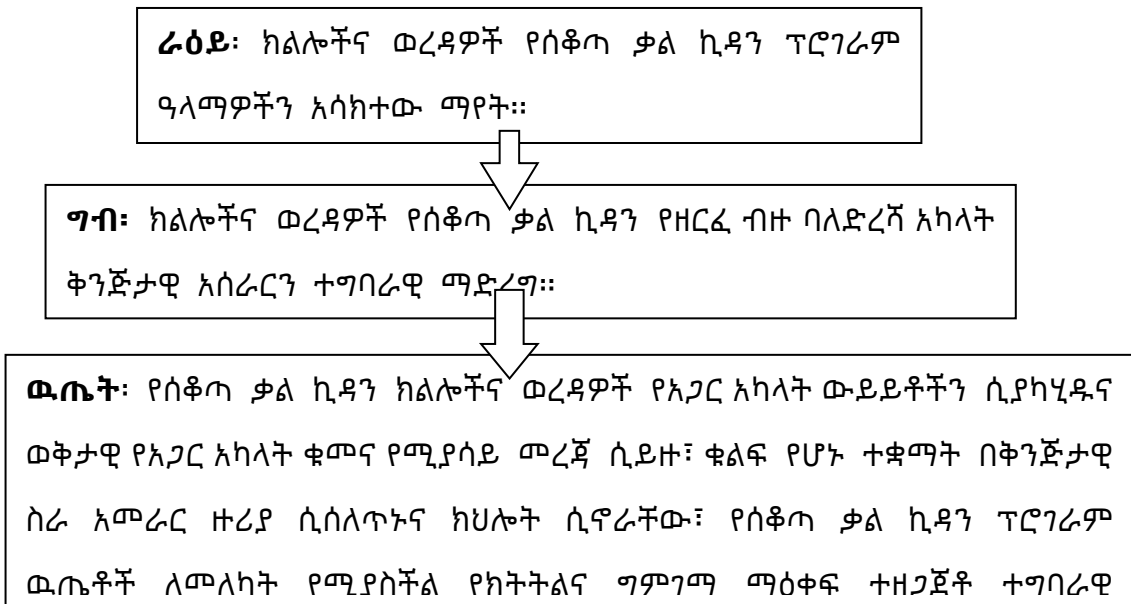 ራዕይ፡ ክልሎችና ወረዳዎች የሰቆጣ ቃል ኪዳን ፕሮገራም
ዓላማዎችን አሳክተው ማየት፡፡
ግብ፡ ክልሎችና ወረዳዎች የሰቆጣ ቃል ኪዳን የዘርፈ ብዙ ባለድረሻ አካላት
ቅንጅታዊ አሰራርን ተግባራዊ ማድረግ፡፡
ዉጤት፡ የሰቆጣ ቃል ኪዳን ክልሎችና ወረዳዎች የአጋር አካላት ውይይቶችን ሲያካሂዱና
ወቅታዊ የአጋር አካላት ቁመና የሚያሳይ መረጃ ሲይዙ፣ ቁልፍ የሆኑ ተቋማት በቅንጅታዊ
ስራ አመራር ዙሪያ ሲሰለጥኑና ክህሎት ሲኖራቸው፣ የሰቆጣ ቃል ኪዳን ፕሮገራም
ዉጤቶች ለመለካት የሚያስችል የክትትልና ግምገማ ማዕቀፍ ተዘጋጀቶ ተግባራዊ